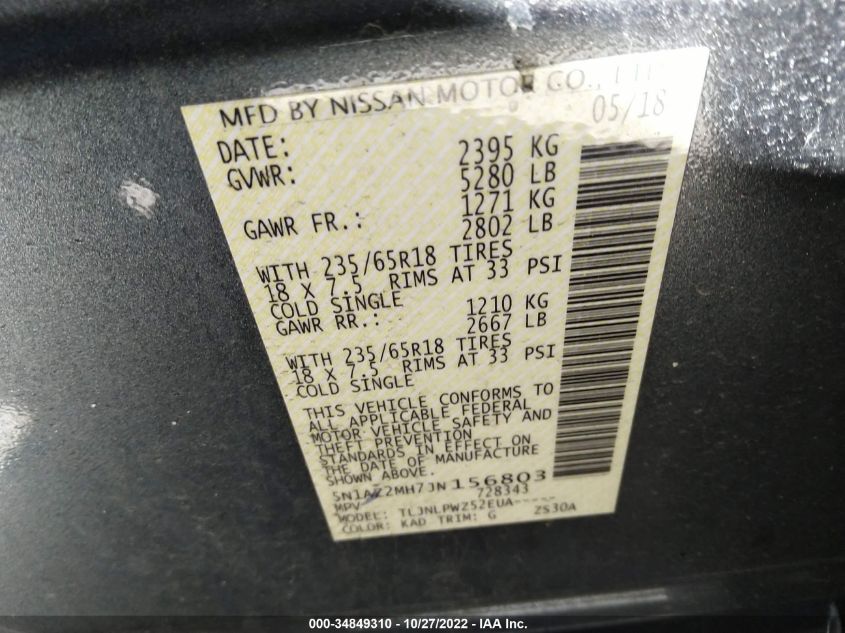 MFD BY NISSAN MOTOR CO., LTD
DATE: 05/18
GVWR: 2395 KG
5280 LB
GAWR FR.: 1271 KG
2802 LB
WITH 235/65R18 TIRES
18 X 7.5 RIMS AT 33 PSI
COLD SINGLE
GAWR RR.: 1210 KG
2667 LB
WITH 235/65R18 TIRES
18 X 7.5 RIMS AT 33 PSI
COLD SINGLE
THIS VEHICLE CONFORMS TO
ALL APPLICABLE FEDERAL
MOTOR VEHICLE SAFETY AND
THEFT PREVENTION
STANDARDS IN EFFECT ON
THE DATE OF MANUFACTURE
SHOWN ABOVE.
5N1AZ2MH7JN156803
MPV 728343
MODEL: TLJNLPWZ52EUA----- ZS30A
COLOR: KAD TRIM: G
000-34849310 - 10/27/2022 - IAA Inc.